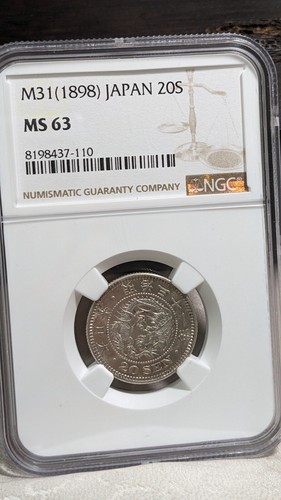 M31(1898) JAPAN 20S
MS 63
8198437-110
NUMISMATIC GUARANTY COMPANY
NGC
20 SEN